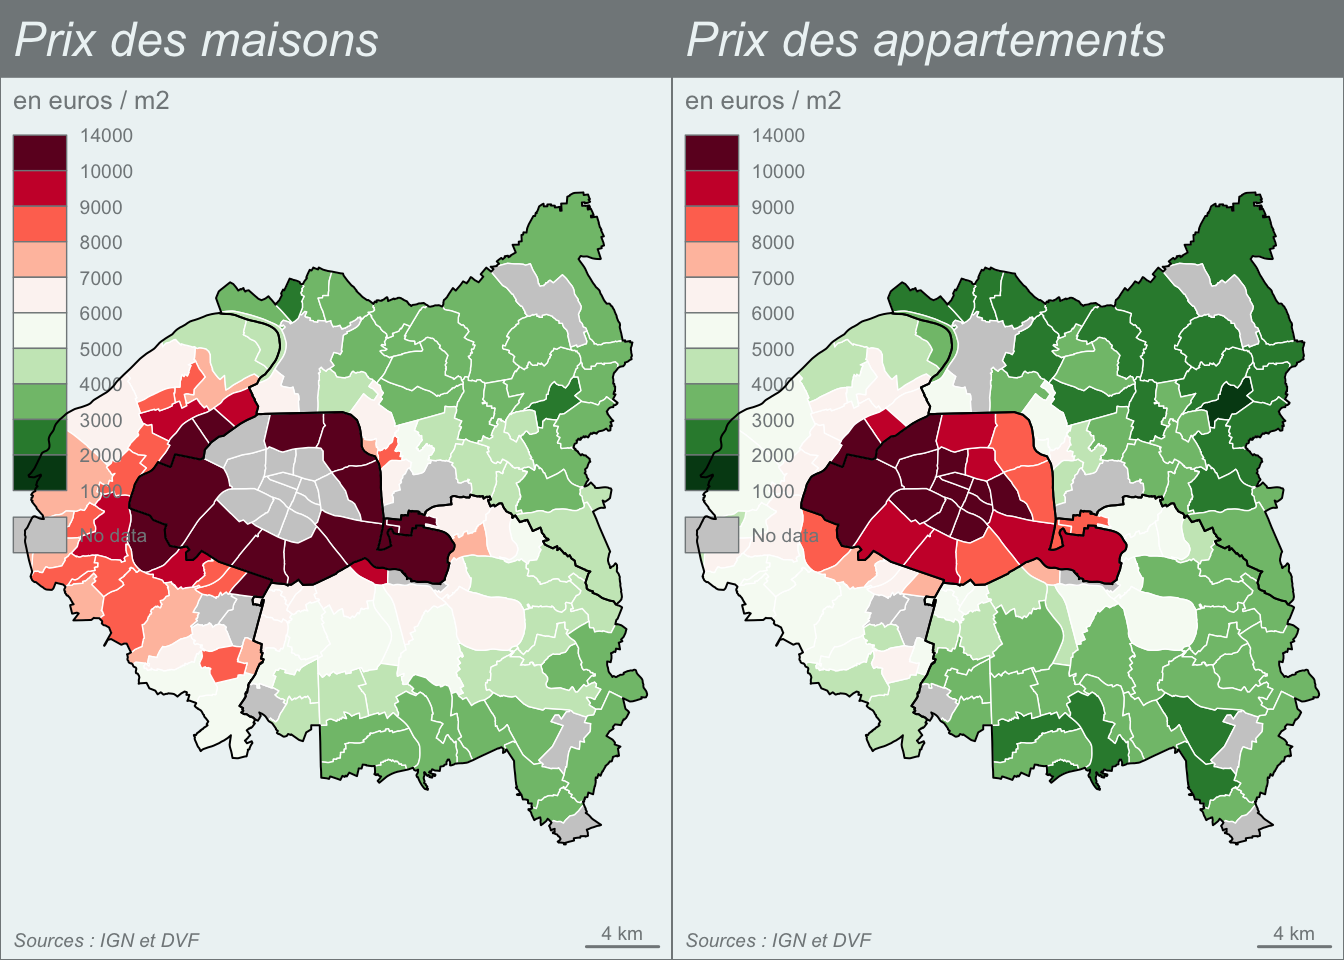 Prix des maisons
en euros / m2
14000
10000
9000
8000
7000
6000
5000
4000
3000
2000
1000
No data
Sources : IGN et DVF
4 km
Prix des appartements
en euros / m2
14000
10000
9000
8000
7000
6000
5000
4000
3000
2000
1000
No data
Sources : IGN et DVF
4 km